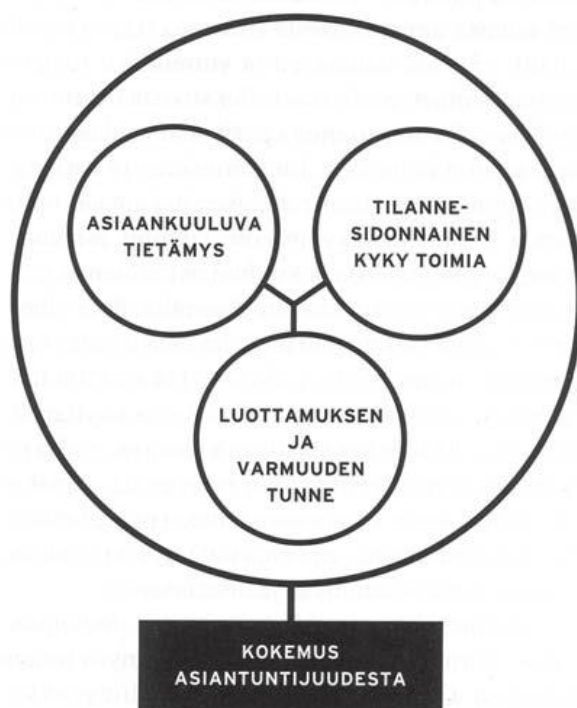 ASIAANKUULUVA
TIETÄMYS
TILANNE-
SIDONNAINEN
KYKY TOIMIA
LUOTTAMUKSEN
JA
VARMUUDEN
TUNNE
KOKEMUS
ASIANTUNTIJUUDESTA